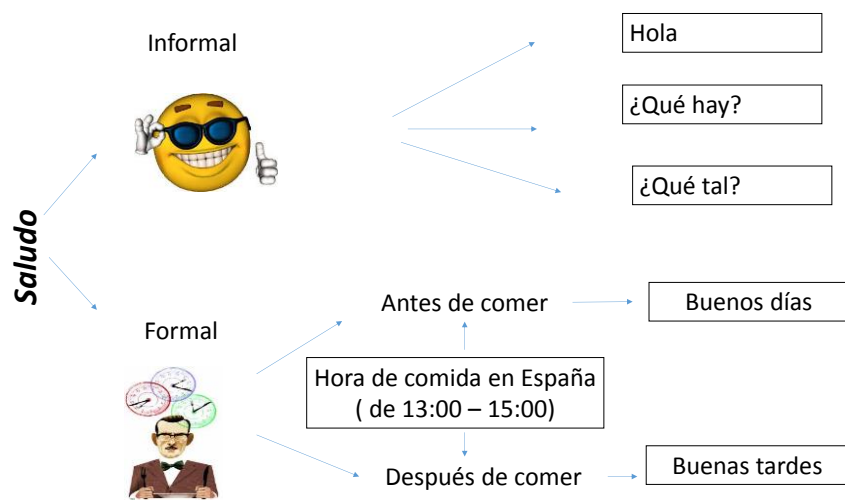 Saludo
Informal
Hola
¿Qué hay?
¿Qué tal?
Formal
Antes de comer
Buenos días
Hora de comida en España
( de 13:00 – 15:00)
Después de comer
Buenas tardes